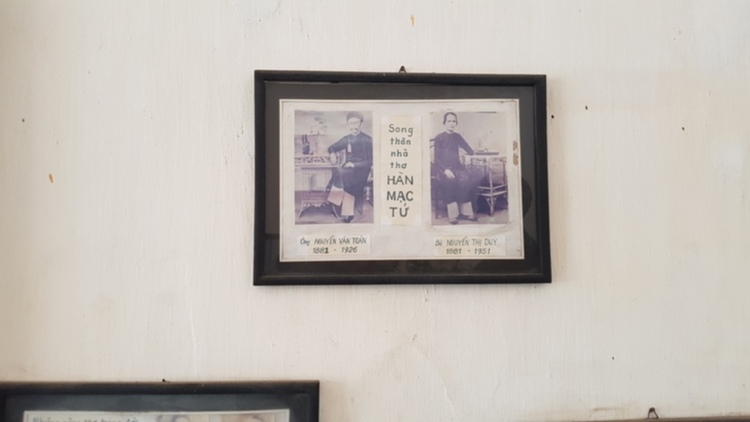 Song
thân
nhà
thơ
HÀN
MẠC
TỬ
Ông NGUYỄN VĂN TOẢN
1881 - 1926
Bà NGUYỄN THỊ DUY
1881 - 1951